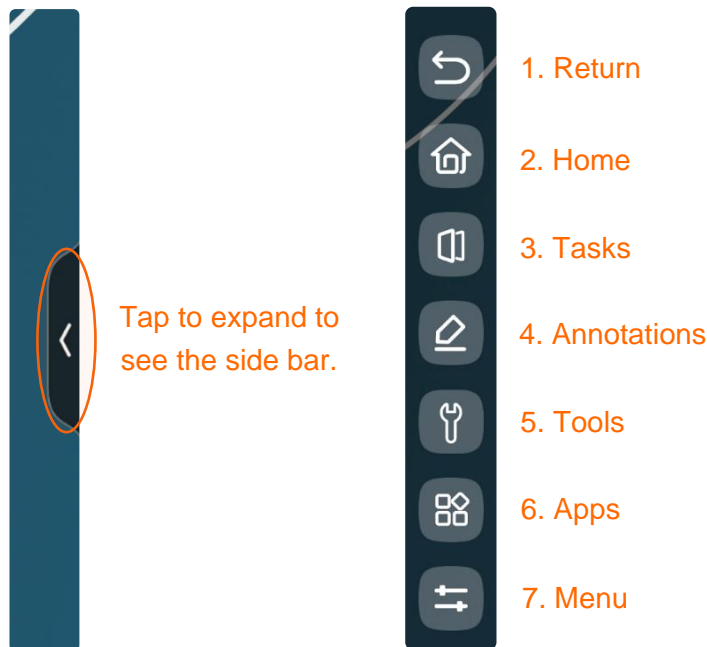 Tap to expand to
see the side bar.
1. Return
2. Home
3. Tasks
4. Annotations
5. Tools
6. Apps
7. Menu